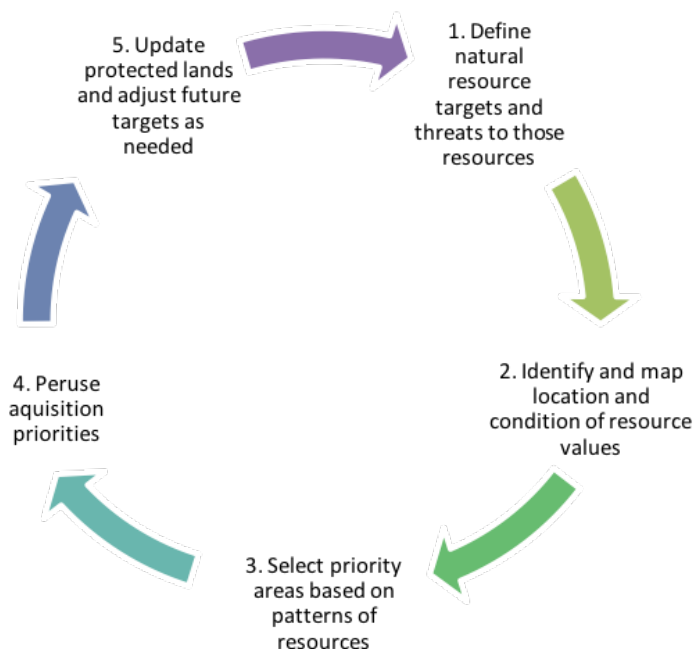 1. Define
natural
resource
targets and
threats to those
resources
2. Identify and map
location and
condition of resource
values
3. Select priority
areas based on
patterns of
resources
4. Peruse
aquisition
priorities
5. Update
protected lands
and adjust future
targets as
needed